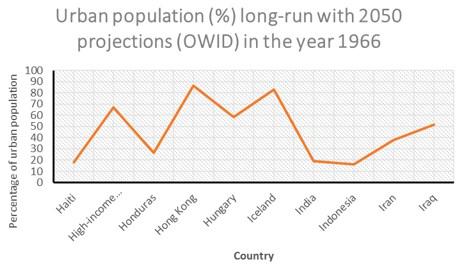 Urban population (%) long-run with 2050
projections (OWID) in the year 1966
Percentage of urban population
100
90
80
70
60
50
40
30
20
10
0
Haiti
High-income...
Honduras
Hong Kong
Hungary
Iceland
India
Indonesia
Iran
Iraq
Country